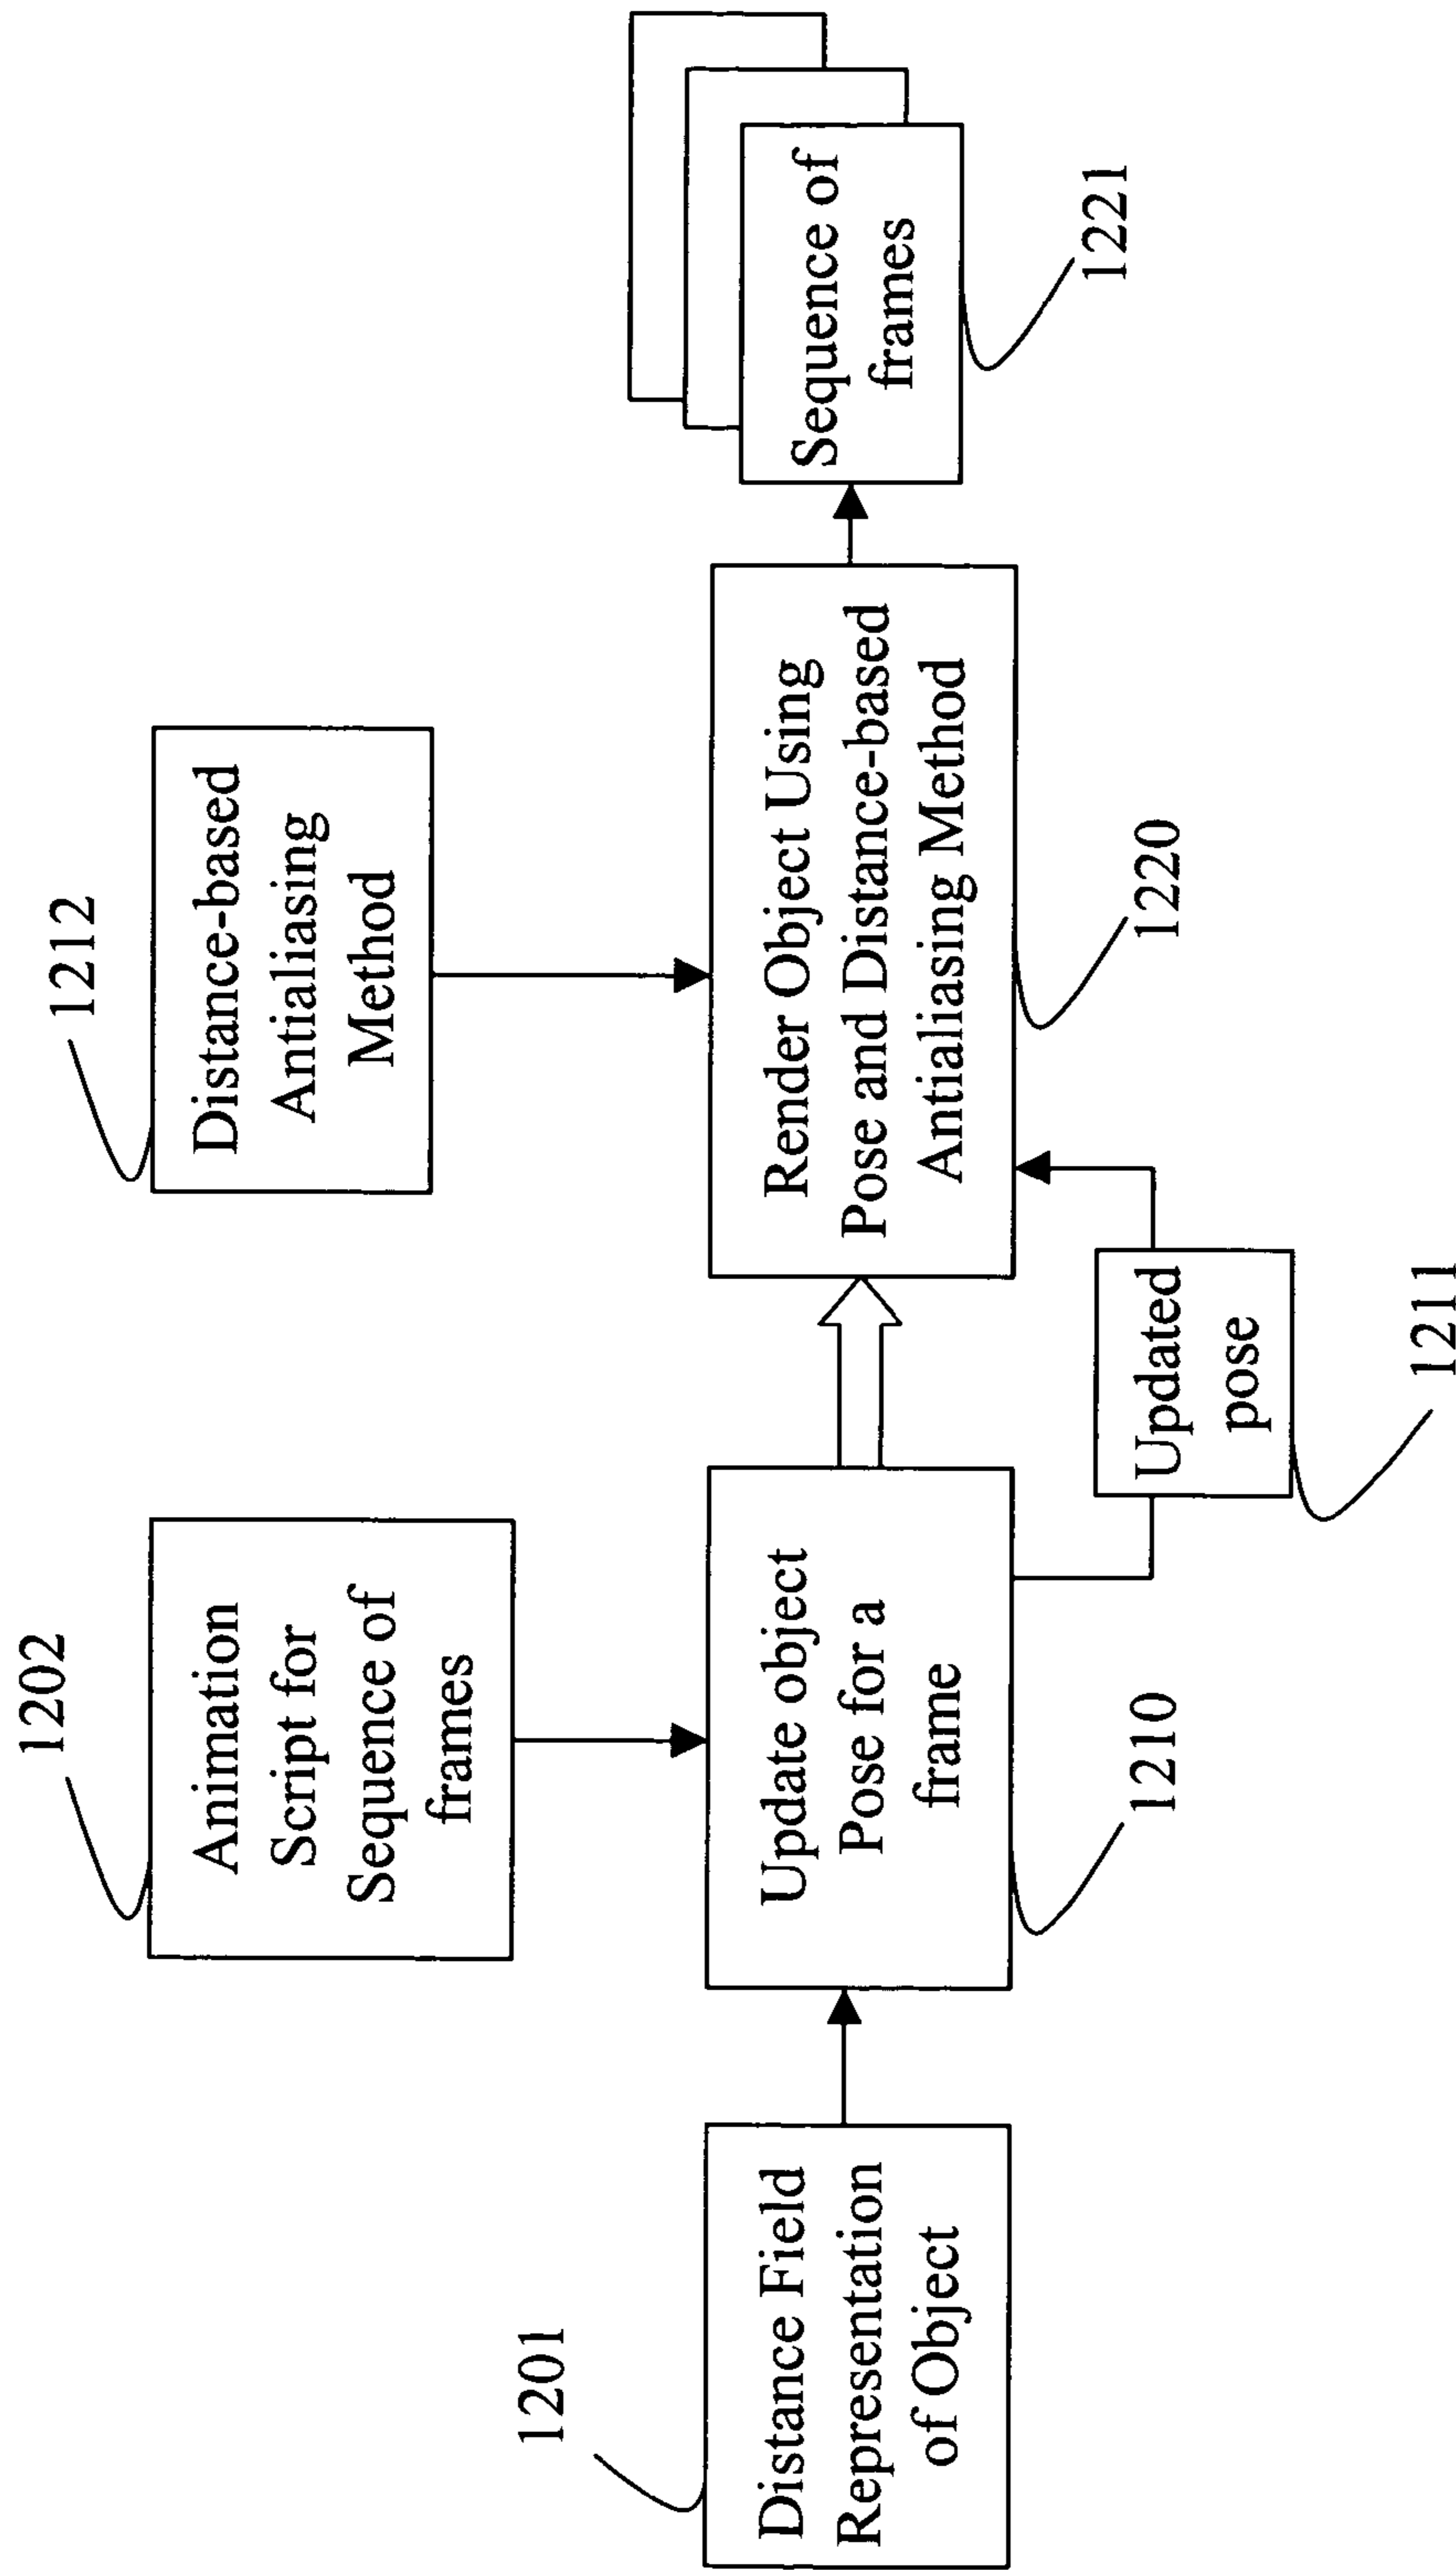 1202
Animation
Script for
Sequence of
frames
1212
Distance-based
Antialiasing
Method
1201
Distance Field
Representation
of Object
Update object
Pose for a
frame
1210
Render Object Using
Pose and Distance-based
Antialiasing Method
1220
Sequence of
frames
1221
Updated
pose
1211